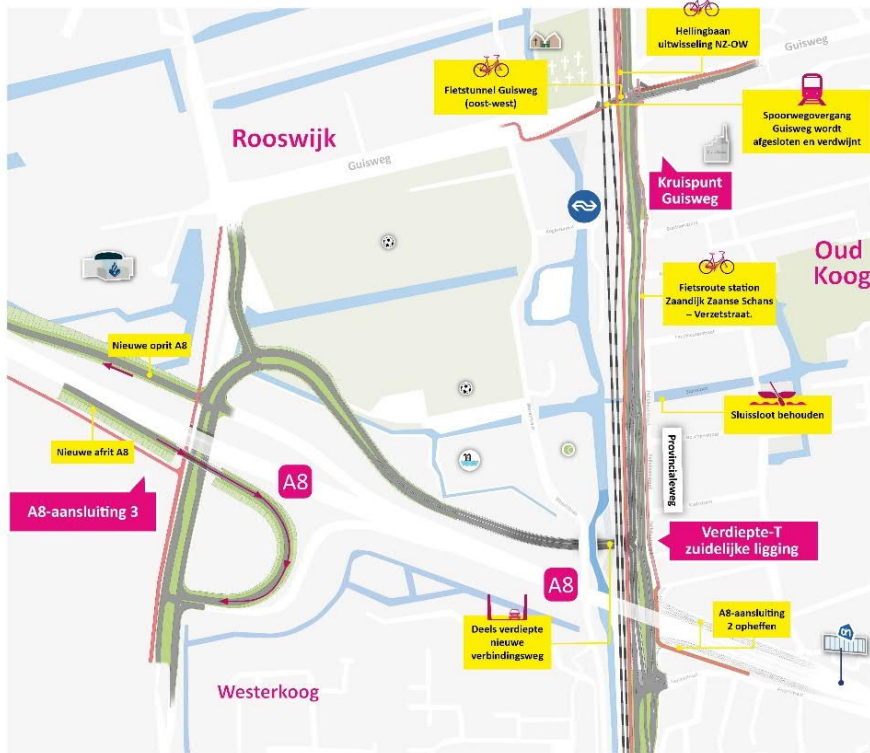 Hellingbaan
uitwisseling NZ-OW
Guisweg
Fietstunnel Guisweg
(oost-west)
Spoorwegovergang
Guisweg wordt
afgesloten en verdwijnt
Rooswijk
Guisweg
Kruispunt
Guisweg
Oud
Koog
Fietsroute station
Zaandijk Zaanse Schans
– Verzetstraat.
Nieuwe oprit A8
Sluissloot behouden
Nieuwe afrit A8
Provincialeweg
A8
A8-aansluiting 3
Verdiepte-T
zuidelijke ligging
A8
A8-aansluiting
2 opheffen
Deels verdiepte
nieuwe
verbindingsweg
Westerkoog